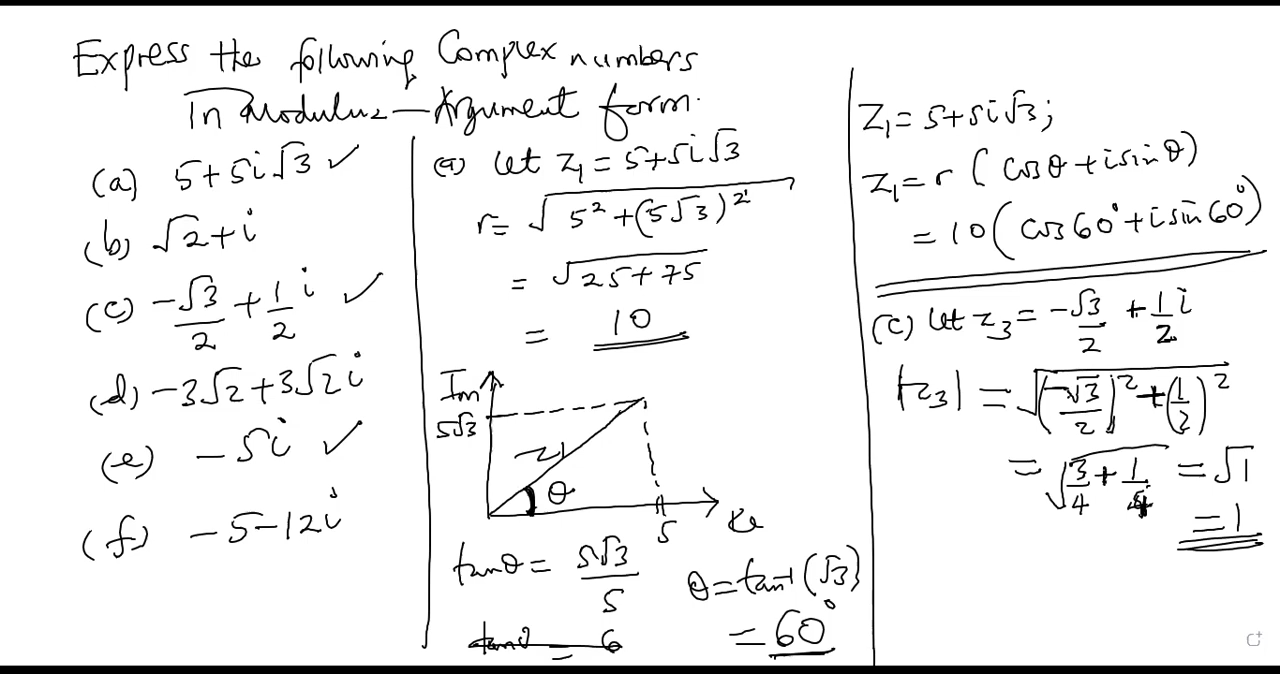 Express the following Complex numbers
In Modulus—Argument form.
(a) 5+5i√3 ✓
(b) √2+i
(c) -√3/2 + 1/2 i ✓
(d) -3√2+3√2i
(e) -5i ✓
(f) -5-12i
(a) let z₁ = 5+5i√3
r = √(5²+(5√3)²)
= √(25+75)
= 10
Im
5√3
z₁
θ
5
Re
tanθ = 5√3/5
tanθ = 6
θ = tan⁻¹(√3)
= 60°
Z₁ = 5+5i√3;
Z₁ = r (cosθ+isinθ)
= 10(cos60°+isin60°)
(c) let z₃ = -√3/2 + 1/2 i
|z₃| = √((-√3/2)²+(1/2)²)
= √(3/4+1/4) = √1
= 1